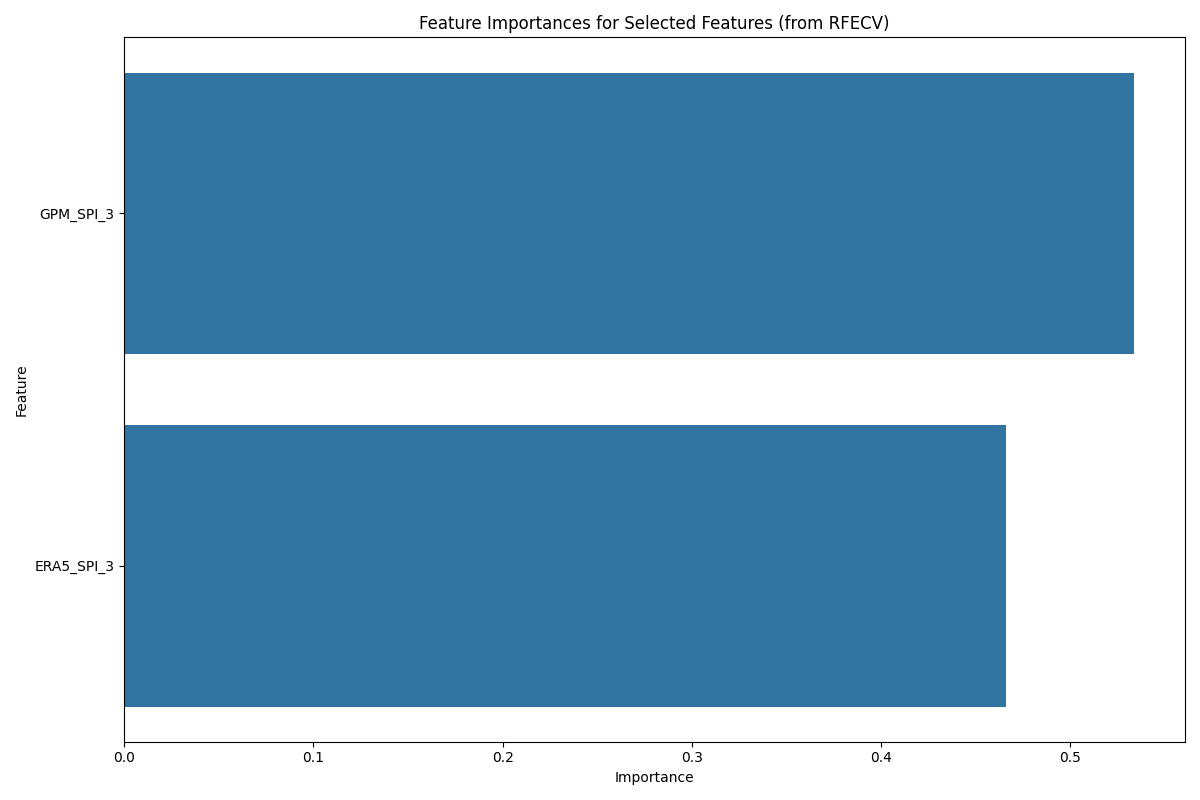 Feature Importances for Selected Features (from RFECV)
GPM_SPI_3
Feature
ERA5_SPI_3
0.0 0.1 0.2 0.3 0.4 0.5
Importance